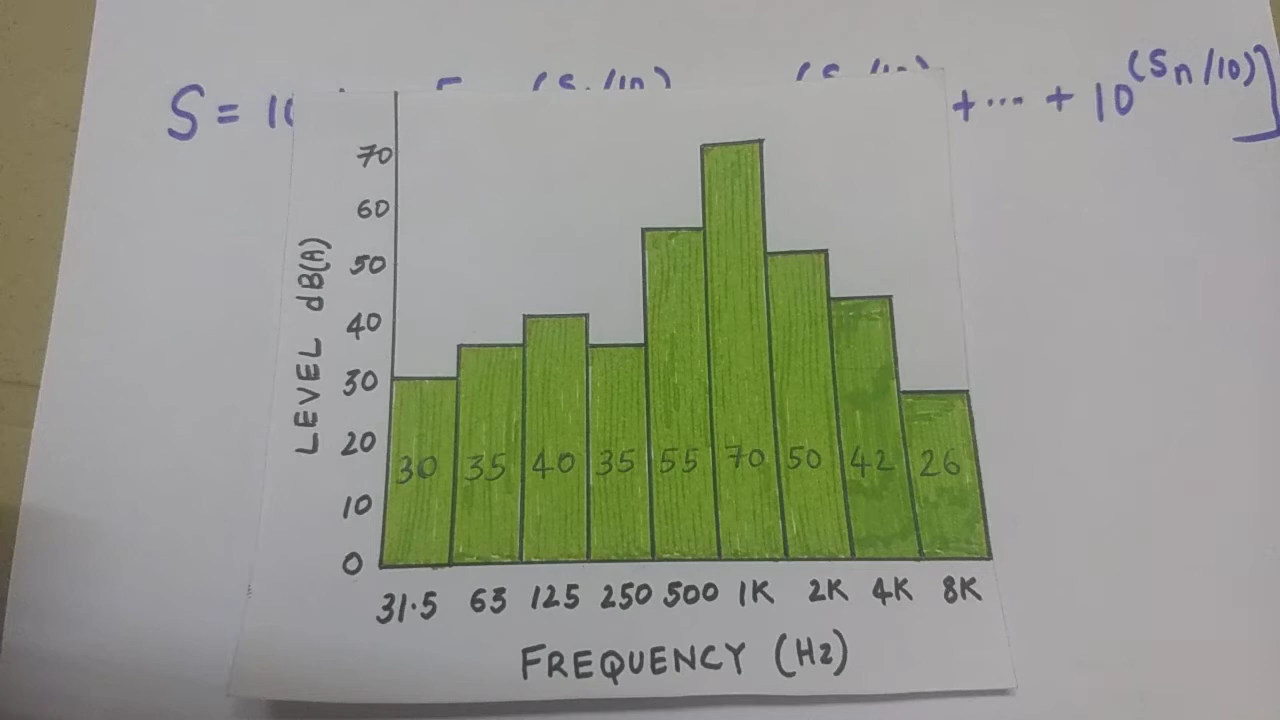 S = 10
+ ... + 10^(Sn/10)]
70
60
50
40
30
20
10
0
LEVEL dB(A)
30 35 40 35 55 70 50 42 26
31.5 63 125 250 500 1K 2K 4K 8K
FREQUENCY (Hz)